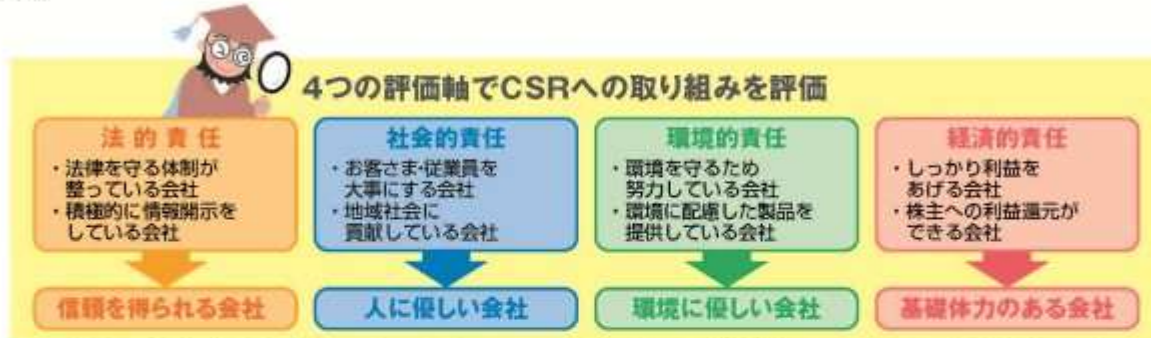 4つの評価軸でCSRへの取り組みを評価
法的責任
・法律を守る体制が
整っている会社
・積極的に情報開示を
している会社
信頼を得られる会社
社会的責任
・お客さま・従業員を
大事にする会社
・地域社会に
貢献している会社
人に優しい会社
環境的責任
・環境を守るため
努力している会社
・環境に配慮した製品を
提供している会社
環境に優しい会社
経済的責任
・しっかり利益を
あげる会社
・株主への利益還元が
できる会社
基礎体力のある会社